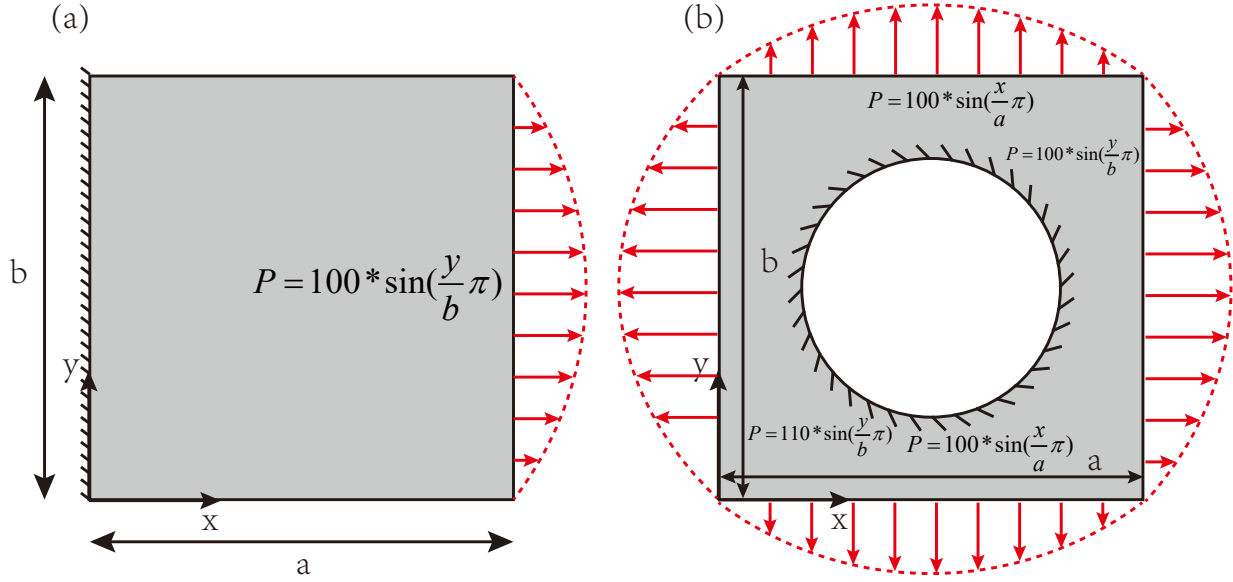 (a)
b
P = 100 * sin(y/b π)
y
x
a
(b)
P = 100 * sin(x/a π)
P = 100 * sin(y/b π)
b
y
P = 110 * sin(y/b π)
P = 100 * sin(x/a π)
a
x